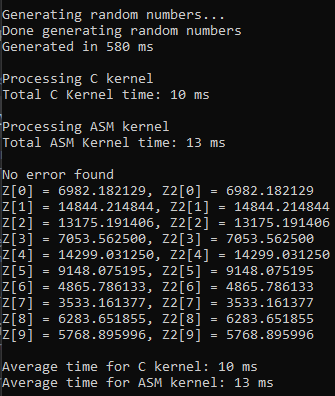 Generating random numbers...
Done generating random numbers
Generated in 580 ms
Processing C kernel
Total C Kernel time: 10 ms
Processing ASM kernel
Total ASM Kernel time: 13 ms
No error found
Z[0] = 6982.182129, Z2[0] = 6982.182129
Z[1] = 14844.214844, Z2[1] = 14844.214844
Z[2] = 13175.191406, Z2[2] = 13175.191406
Z[3] = 7053.562500, Z2[3] = 7053.562500
Z[4] = 14299.031250, Z2[4] = 14299.031250
Z[5] = 9148.075195, Z2[5] = 9148.075195
Z[6] = 4865.786133, Z2[6] = 4865.786133
Z[7] = 3533.161377, Z2[7] = 3533.161377
Z[8] = 6283.651855, Z2[8] = 6283.651855
Z[9] = 5768.895996, Z2[9] = 5768.895996
Average time for C kernel: 10 ms
Average time for ASM kernel: 13 ms